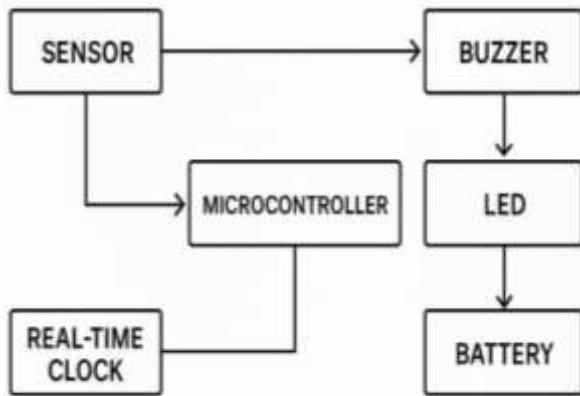 SENSOR
BUZZER
MICROCONTROLLER
LED
REAL-TIME
CLOCK
BATTERY